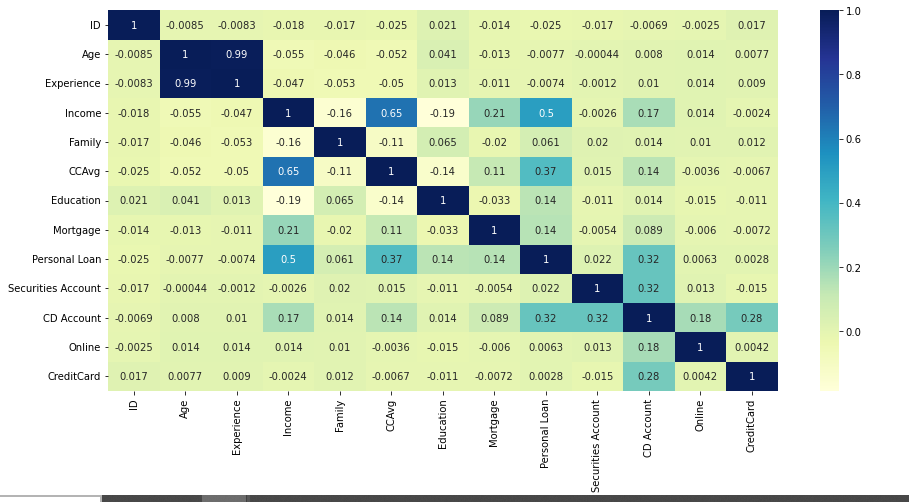 ID 1 -0.0085 -0.0083 -0.018 -0.017 -0.025 0.021 -0.014 -0.025 -0.017 -0.0069 -0.0025 0.017
Age -0.0085 1 0.99 -0.055 -0.046 -0.052 0.041 -0.013 -0.0077 -0.00044 0.008 0.014 0.0077
Experience -0.0083 0.99 1 -0.047 -0.053 -0.05 0.013 -0.011 -0.0074 -0.0012 0.01 0.014 0.009
Income -0.018 -0.055 -0.047 1 -0.16 0.65 -0.19 0.21 0.5 -0.0026 0.17 0.014 -0.0024
Family -0.017 -0.046 -0.053 -0.16 1 -0.11 0.065 -0.02 0.061 0.02 0.014 0.01 0.012
CCAvg -0.025 -0.052 -0.05 0.65 -0.11 1 -0.14 0.11 0.37 0.015 0.14 -0.0036 -0.0067
Education 0.021 0.041 0.013 -0.19 0.065 -0.14 1 -0.033 0.14 -0.011 0.014 -0.015 -0.011
Mortgage -0.014 -0.013 -0.011 0.21 -0.02 0.11 -0.033 1 0.14 -0.0054 0.089 -0.006 -0.0072
Personal Loan -0.025 -0.0077 -0.0074 0.5 0.061 0.37 0.14 0.14 1 0.022 0.32 0.0063 0.0028
Securities Account -0.017 -0.00044 -0.0012 -0.0026 0.02 0.015 -0.011 -0.0054 0.022 1 0.32 0.013 -0.015
CD Account -0.0069 0.008 0.01 0.17 0.014 0.14 0.014 0.089 0.32 0.32 1 0.18 0.28
Online -0.0025 0.014 0.014 0.014 0.01 -0.0036 -0.015 -0.006 0.0063 0.013 0.18 1 0.0042
CreditCard 0.017 0.0077 0.009 -0.0024 0.012 -0.0067 -0.011 -0.0072 0.0028 -0.015 0.28 0.0042 1
ID
Age
Experience
Income
Family
CCAvg
Education
Mortgage
Personal Loan
Securities Account
CD Account
Online
CreditCard
1.0
0.8
0.6
0.4
0.2
0.0